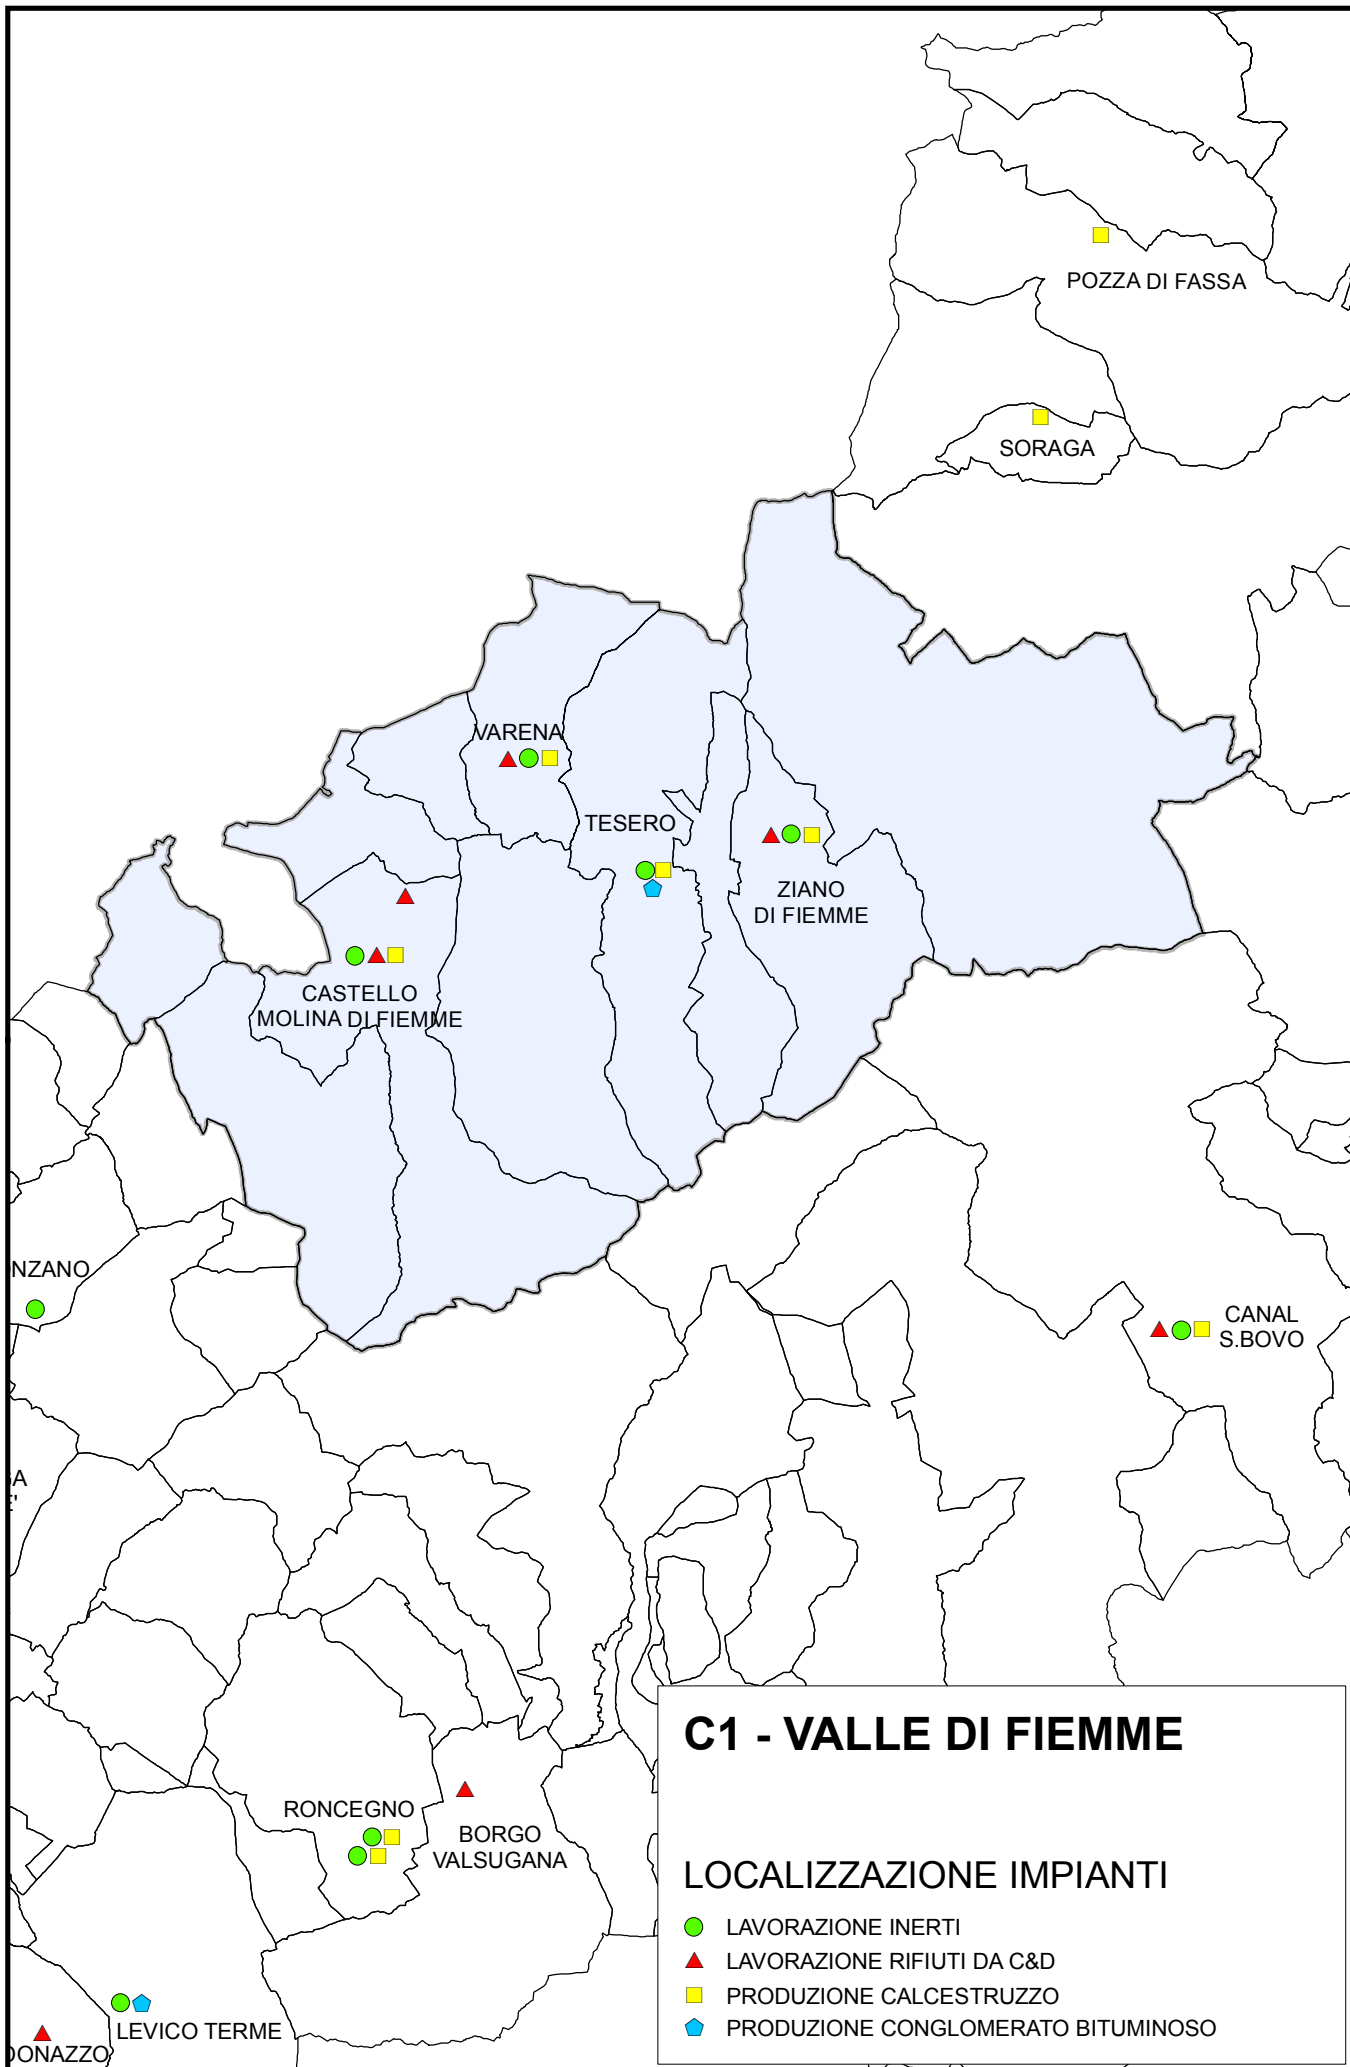 POZZA DI FASSA
SORAGA
VARENA
TESERO
ZIANO
DI FIEMME
CASTELLO
MOLINA DI FIEMME
NZANO
CANAL
S.BOVO
RONCEGNO
BORGO
VALSUGANA
LEVICO TERME
DONAZZO
C1 - VALLE DI FIEMME
LOCALIZZAZIONE IMPIANTI
LAVORAZIONE INERTI
LAVORAZIONE RIFIUTI DA C&D
PRODUZIONE CALCESTRUZZO
PRODUZIONE CONGLOMERATO BITUMINOSO